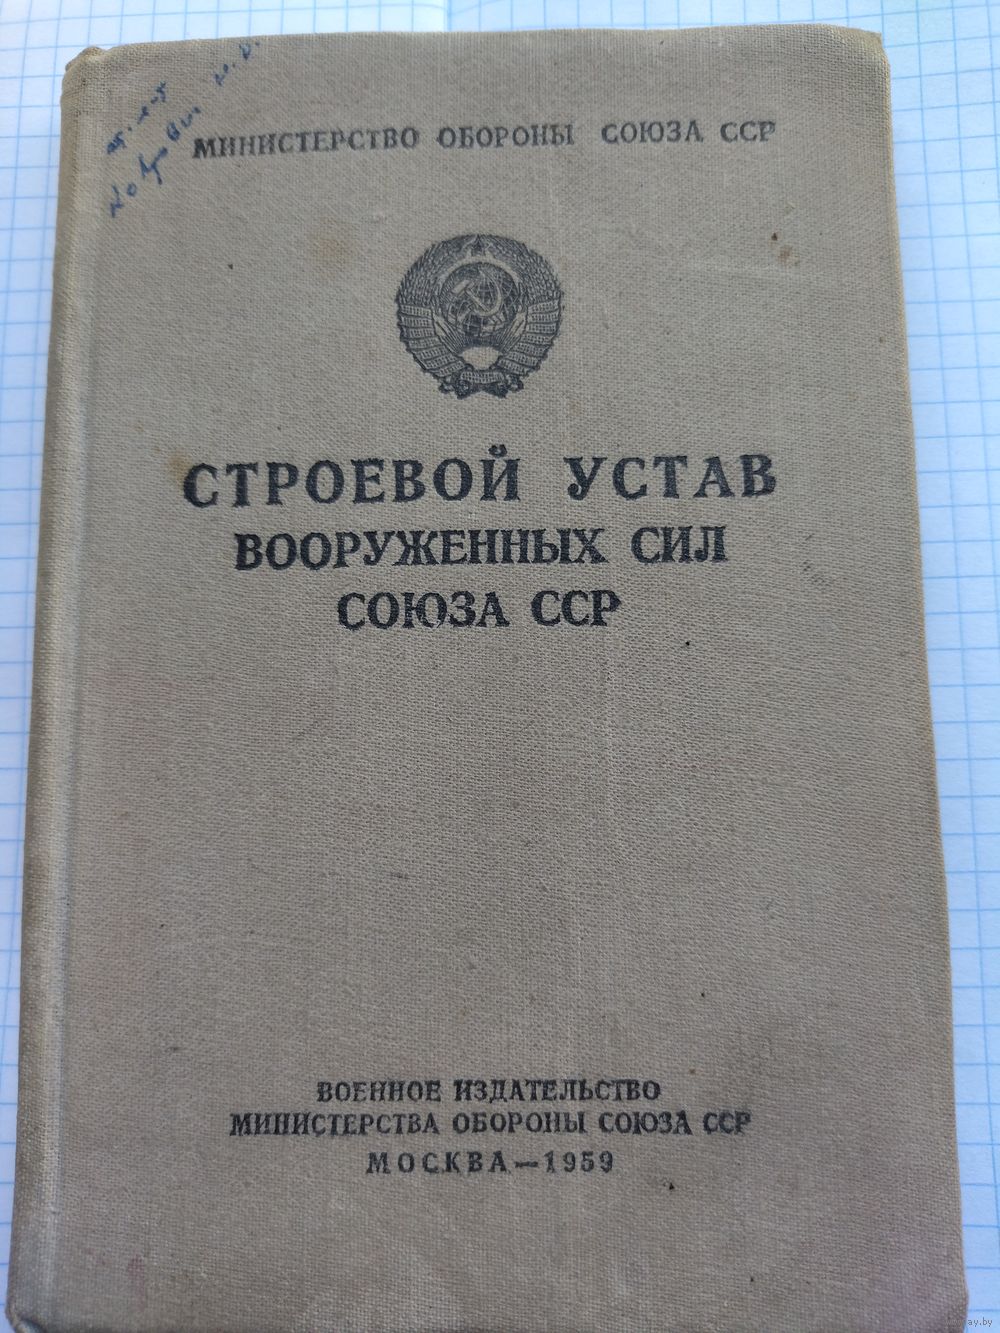 МИНИСТЕРСТВО ОБОРОНЫ СОЮЗА ССР
СТРОЕВОЙ УСТАВ
ВООРУЖЕННЫХ СИЛ
СОЮЗА ССР
ВОЕННОЕ ИЗДАТЕЛЬСТВО
МИНИСТЕРСТВА ОБОРОНЫ СОЮЗА ССР
МОСКВА—1959